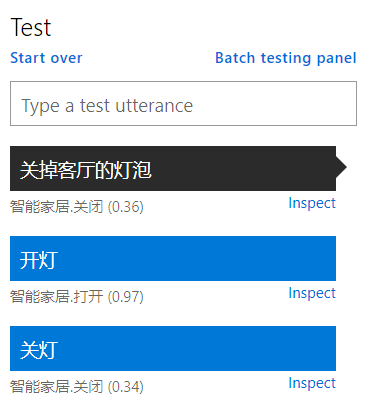 Test
Start over Batch testing panel
Type a test utterance
关掉客厅的灯泡
智能家居.关闭 (0.36) Inspect
开灯
智能家居.打开 (0.97) Inspect
关灯
智能家居.关闭 (0.34) Inspect